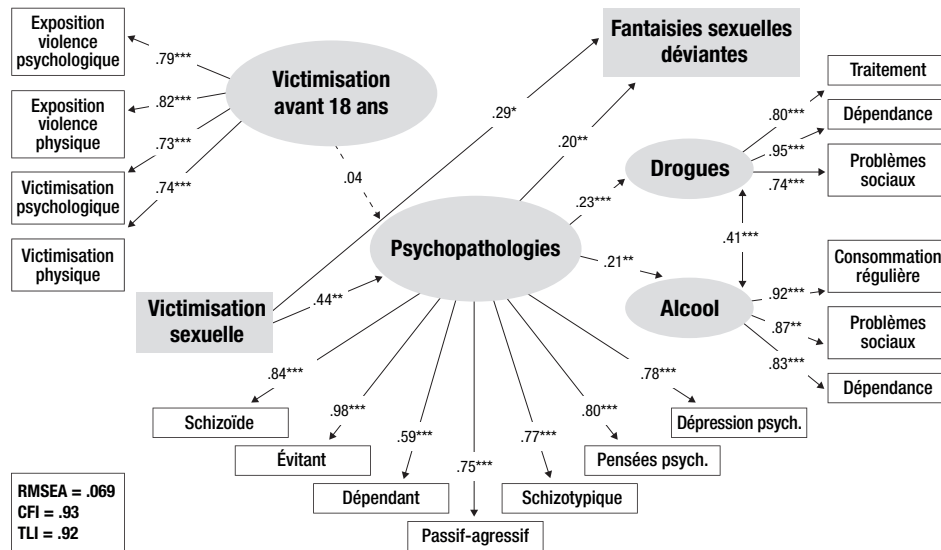 Exposition
violence
psychologique
Exposition
violence
physique
Victimisation
psychologique
Victimisation
physique
.79***
.82***
.73***
.74***
Victimisation
avant 18 ans
.04
Fantaisies sexuelles
déviantes
.29*
.20**
Drogues
.80***
.95***
.74***
Traitement
Dépendance
Problèmes
sociaux
.23***
.41***
Psychopathologies
.21**
Alcool
.92***
.87**
.83***
Consommation
régulière
Problèmes
sociaux
Dépendance
Victimisation
sexuelle
.44**
.84***
.98***
.59***
.75***
.77***
.80***
.78***
Schizoïde
Évitant
Dépendant
Passif-agressif
Schizotypique
Pensées psych.
Dépression psych.
RMSEA = .069
CFI = .93
TLI = .92